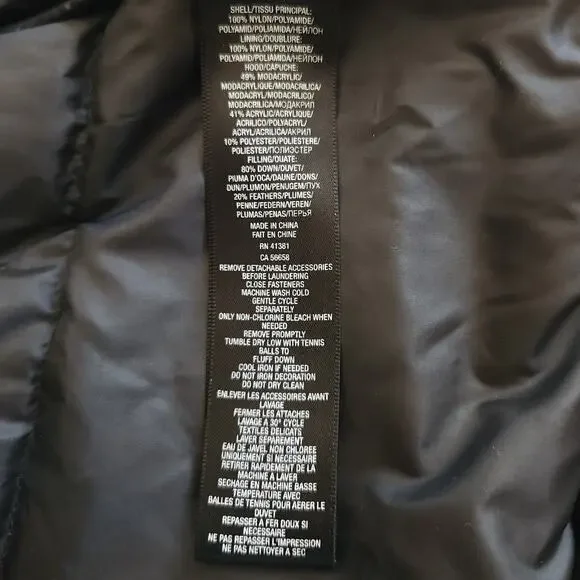 SHELL/TISSU PRINCIPAL:
100% NYLON/POLYAMIDE/
POLYAMID/POLIAMIDA/НЕЙЛОН
LINING/DOUBLURE:
100% NYLON/POLYAMIDE/
POLYAMID/POLIAMIDA/НЕЙЛОН
HOOD/CAPUCHE:
49% MODACRYLIC/
MODACRYLIQUE/MODACRILICA/
MODACRYL/MODACRILICO/
MODACRILICA/МОДАКРИЛ
41% ACRYLIC/ACRYLIQUE/
ACRILICO/POLYACRYL/
ACRYL/ACRILICA/АКРИЛ
10% POLYESTER/POLIESTERE/
POLIESTER/ПОЛИЭСТЕР
FILLING/OUATE:
80% DOWN/DUVET/
PIUMA D'OCA/DAUNE/DONS/
DUN/PLUMON/PENUGEM/ПУХ
20% FEATHERS/PLUMES/
PENNE/FEDERN/VEREN/
PLUMAS/PENAS/ПЕРЬЯ
MADE IN CHINA
FAIT EN CHINE
RN 41381
CA 56658
REMOVE DETACHABLE ACCESSORIES
BEFORE LAUNDERING
CLOSE FASTENERS
MACHINE WASH COLD
GENTLE CYCLE
SEPARATELY
ONLY NON-CHLORINE BLEACH WHEN
NEEDED
REMOVE PROMPTLY
TUMBLE DRY LOW WITH TENNIS
BALLS TO
FLUFF DOWN
COOL IRON IF NEEDED
DO NOT IRON DECORATION
DO NOT DRY CLEAN
ENLEVER LES ACCESSOIRES AVANT
LAVAGE
FERMER LES ATTACHES
LAVAGE A 30° CYCLE
TEXTILES DELICATS
LAVER SEPAREMENT
EAU DE JAVEL NON CHLOREE
UNIQUEMENT SI NECESSAIRE
RETIRER RAPIDEMENT DE LA
MACHINE A LAVER
SECHAGE EN MACHINE BASSE
TEMPERATURE AVEC
BALLES DE TENNIS POUR AERER LE
DUVET
REPASSER A FER DOUX SI
NECESSAIRE
NE PAS REPASSER L'IMPRESSION
NE PAS NETTOYER A SEC